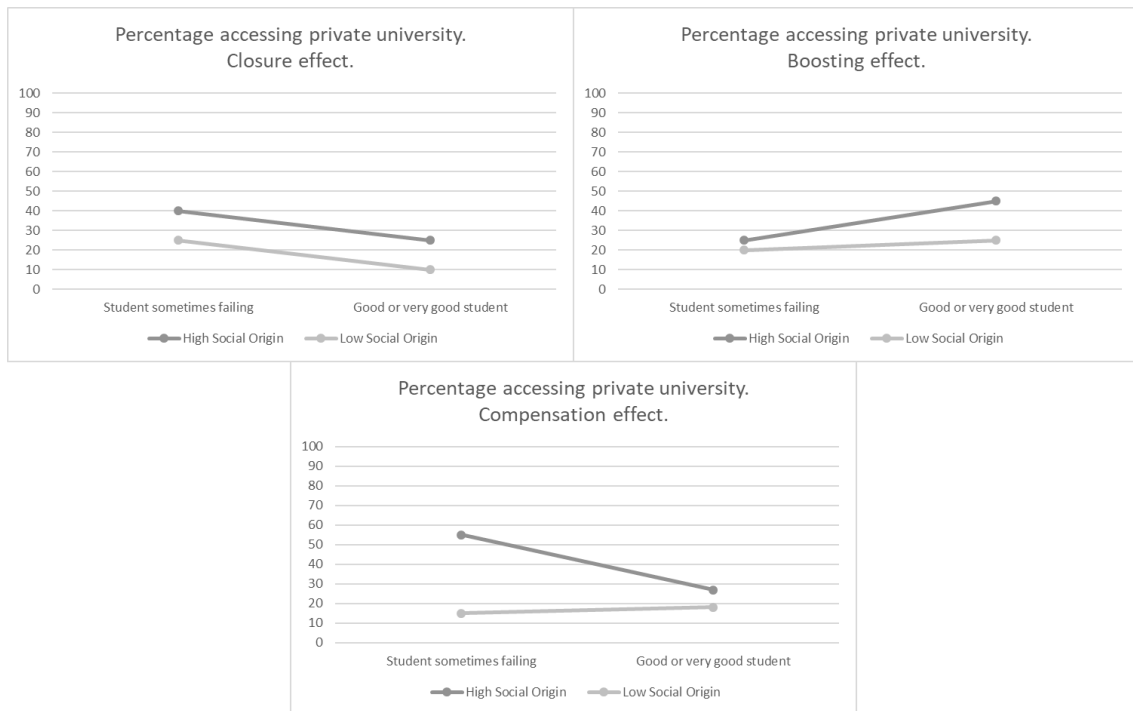 Percentage accessing private university.
Closure effect.
100
90
80
70
60
50
40
30
20
10
0
Student sometimes failing
Good or very good student
High Social Origin
Low Social Origin
Percentage accessing private university.
Boosting effect.
100
90
80
70
60
50
40
30
20
10
0
Student sometimes failing
Good or very good student
High Social Origin
Low Social Origin
Percentage accessing private university.
Compensation effect.
100
90
80
70
60
50
40
30
20
10
0
Student sometimes failing
Good or very good student
High Social Origin
Low Social Origin